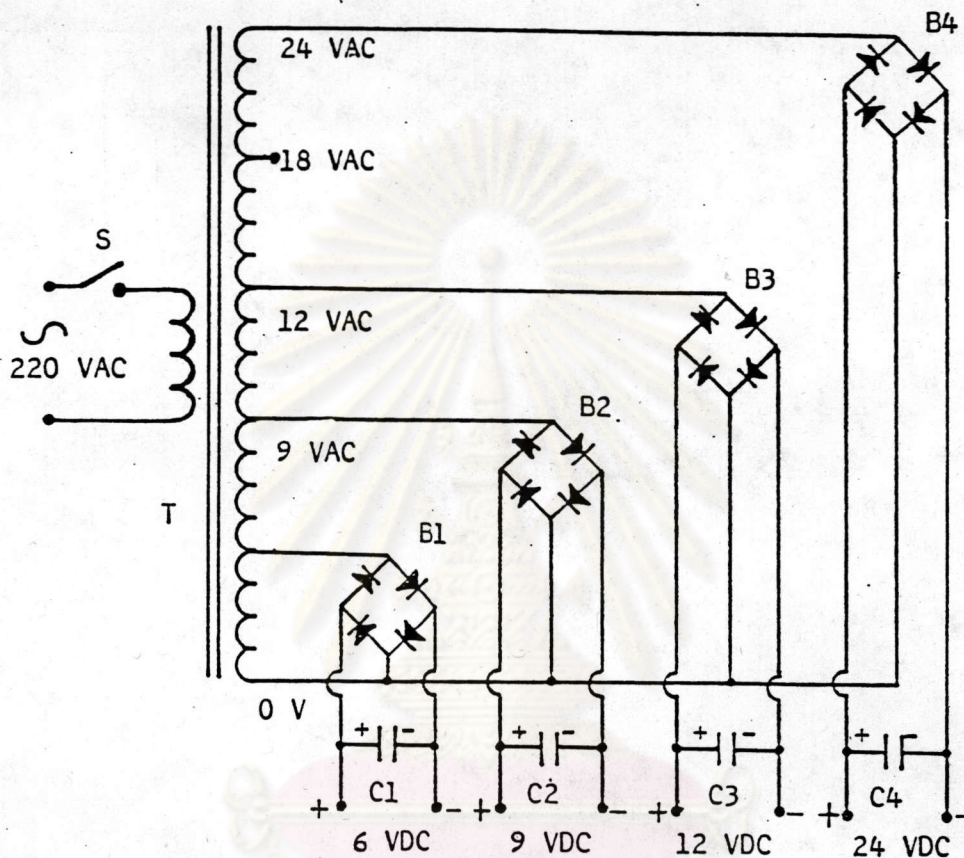 B4
24 VAC
18 VAC
S
B3
12 VAC
220 VAC
B2
9 VAC
T
B1
0 V
+ - + - + - + -
C1 C2 C3 C4
+ - + - + - + -
6 VDC 9 VDC 12 VDC 24 VDC